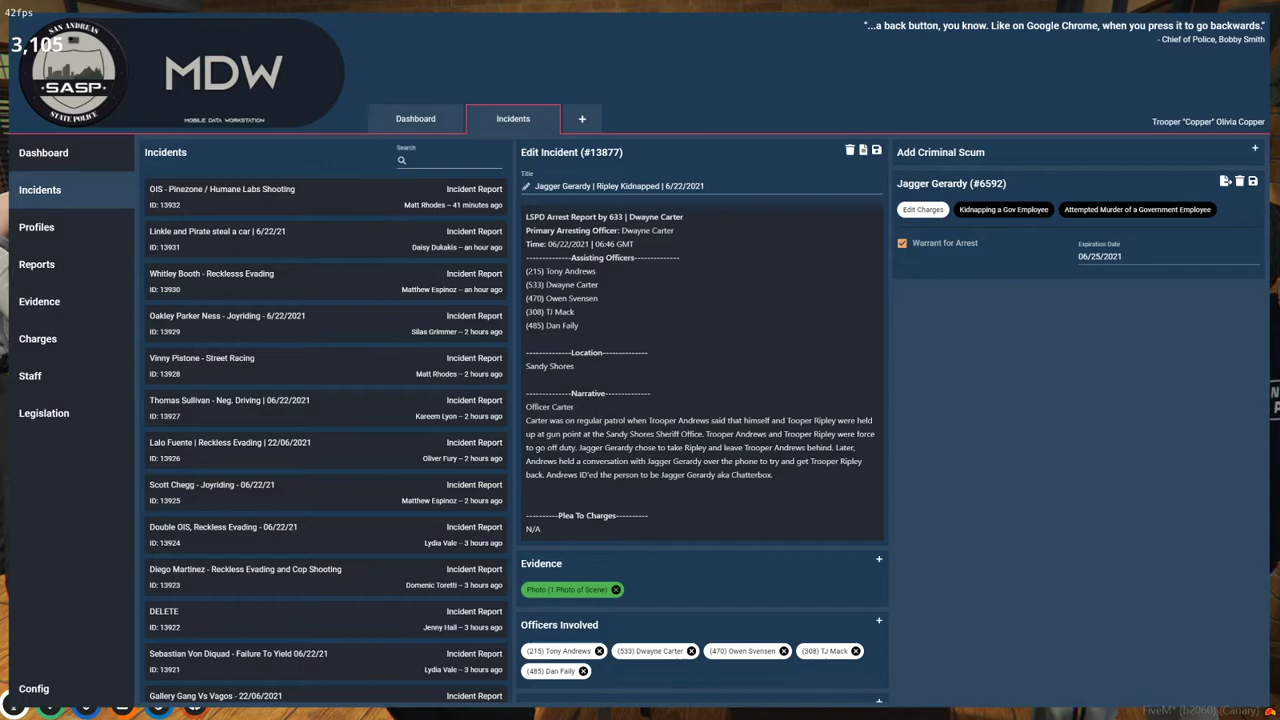 42fps
3,105
SAN ANDREAS
SASP
STATE POLICE
MDW
MOBILE DATA WORKSTATION
"...a back button, you know. Like on Google Chrome, when you press it to go backwards."
- Chief of Police, Bobby Smith
Dashboard
Incidents
+
Trooper "Copper" Olivia Copper
Dashboard
Incidents
Profiles
Reports
Evidence
Charges
Staff
Legislation
Config
Incidents
Search
OIS - Pinezone / Humane Labs Shooting
Incident Report
ID: 13932
Matt Rhodes - 41 minutes ago
Linkle and Pirate steal a car | 6/22/21
Incident Report
ID: 13931
Daisy Dukakis - an hour ago
Whitley Booth - Recklesss Evading
Incident Report
ID: 13930
Matthew Espinoz - an hour ago
Oakley Parker Ness - Joyriding - 6/22/21
Incident Report
ID: 13929
Silas Grimmer - 2 hours ago
Vinny Pistone - Street Racing
Incident Report
ID: 13928
Matt Rhodes - 2 hours ago
Thomas Sullivan - Neg. Driving | 06/22/2021
Incident Report
ID: 13927
Kareem Lyon - 2 hours ago
Lalo Fuente | Reckless Evading | 22/06/2021
Incident Report
ID: 13926
Oliver Fury - 2 hours ago
Scott Chegg - Joyriding - 06/22/21
Incident Report
ID: 13925
Matthew Espinoz - 2 hours ago
Double OIS, Reckless Evading - 06/22/21
Incident Report
ID: 13924
Lydia Vale - 3 hours ago
Diego Martinez - Reckless Evading and Cop Shooting
Incident Report
ID: 13923
Domenic Toretti - 3 hours ago
DELETE
Incident Report
ID: 13922
Jenny Hall - 3 hours ago
Sebastian Von Diquad - Failure To Yield 06/22/21
Incident Report
ID: 13921
Lydia Vale - 3 hours ago
Gallery Gang Vs Vagos - 22/06/2021
Incident Report
Edit Incident (#13877)
Title
Jagger Gerardy | Ripley Kidnapped | 6/22/2021
LSPD Arrest Report by 633 | Dwayne Carter
Primary Arresting Officer: Dwayne Carter
Time: 06/22/2021 | 06:46 GMT
--------------Assisting Officers--------------
(215) Tony Andrews
(533) Dwayne Carter
(470) Owen Svensen
(308) TJ Mack
(485) Dan Faily
--------------Location--------------
Sandy Shores
--------------Narrative--------------
Officer Carter
Carter was on regular patrol when Trooper Andrews said that himself and Tooper Ripley were held
up at gun point at the Sandy Shores Sheriff Office. Trooper Andrews and Trooper Ripley were force
to go off duty. Jagger Gerardy chose to take Ripley and leave Trooper Andrews behind. Later,
Andrews held a conversation with Jagger Gerardy over the phone to try and get Trooper Ripley
back. Andrews ID'ed the person to be Jagger Gerardy aka Chatterbox.
----------Plea To Charges----------
N/A
Evidence
+
Photo (1 Photo of Scene)
Officers Involved
+
(215) Tony Andrews
(533) Dwayne Carter
(470) Owen Svensen
(308) TJ Mack
(485) Dan Faily
+
Add Criminal Scum
+
Jagger Gerardy (#6592)
Edit Charges
Kidnapping a Gov Employee
Attempted Murder of a Government Employee
Warrant for Arrest
Expiration Date
06/25/2021
FiveM* (b2060) (Canary)